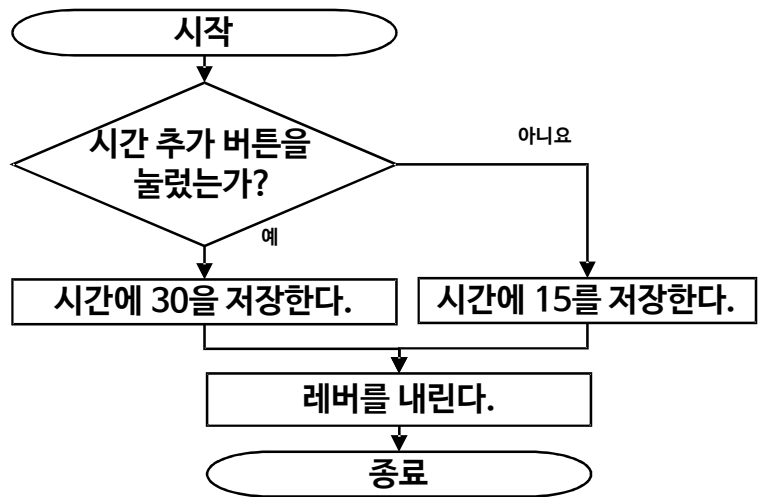 시작
시간 추가 버튼을
눌렀는가?
아니요
예
시간에 30을 저장한다.
시간에 15를 저장한다.
레버를 내린다.
종료